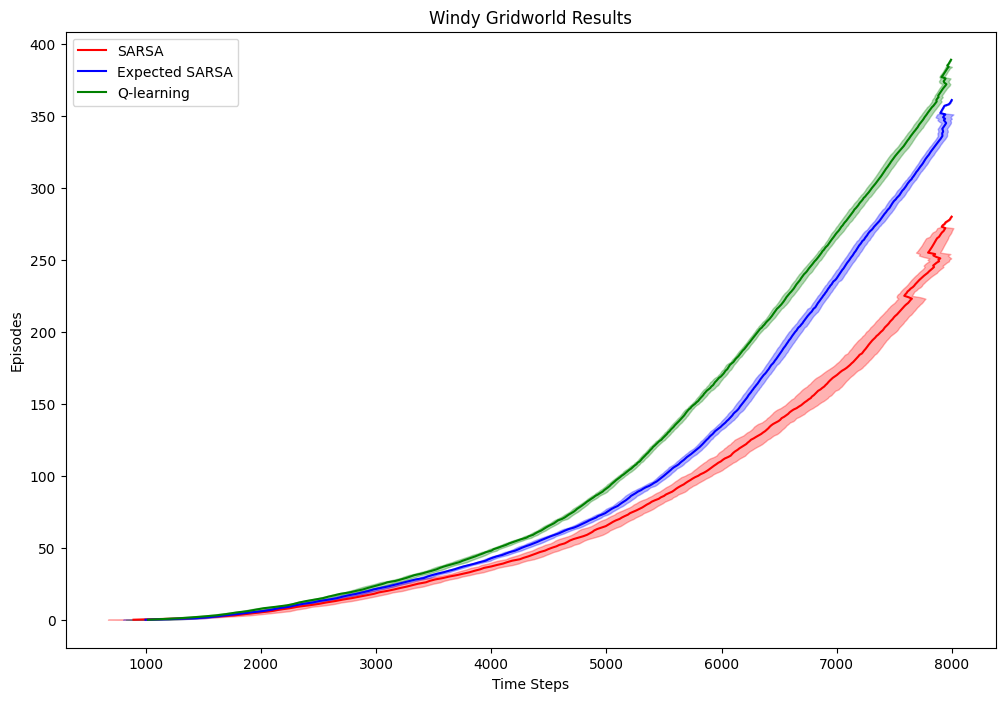 Windy Gridworld Results
SARSA
Expected SARSA
Q-learning
400
350
300
250
200
150
100
50
0
Episodes
1000 2000 3000 4000 5000 6000 7000 8000
Time Steps